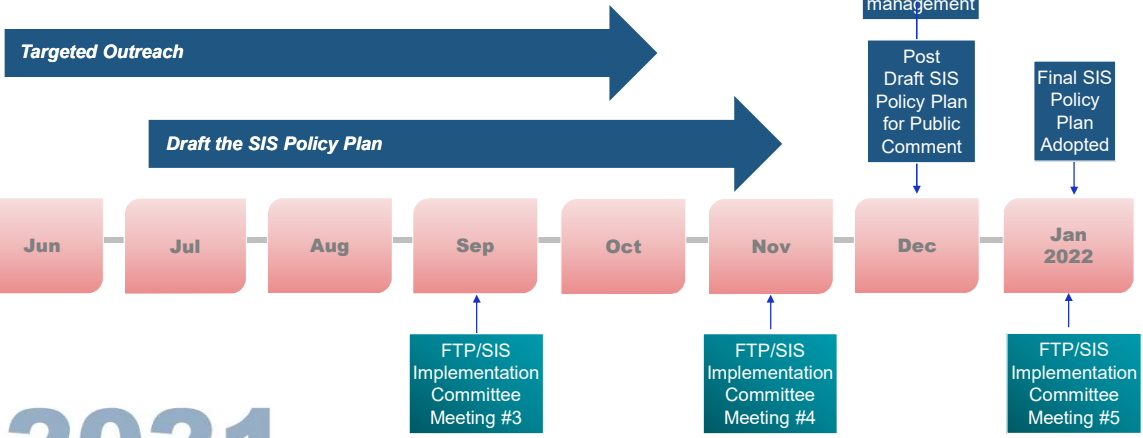 management
Targeted Outreach
Post
Draft SIS
Policy Plan
for Public
Comment
Final SIS
Policy
Plan
Adopted
Draft the SIS Policy Plan
Jun
Jul
Aug
Sep
Oct
Nov
Dec
Jan
2022
FTP/SIS
Implementation
Committee
Meeting #3
FTP/SIS
Implementation
Committee
Meeting #4
FTP/SIS
Implementation
Committee
Meeting #5
2021